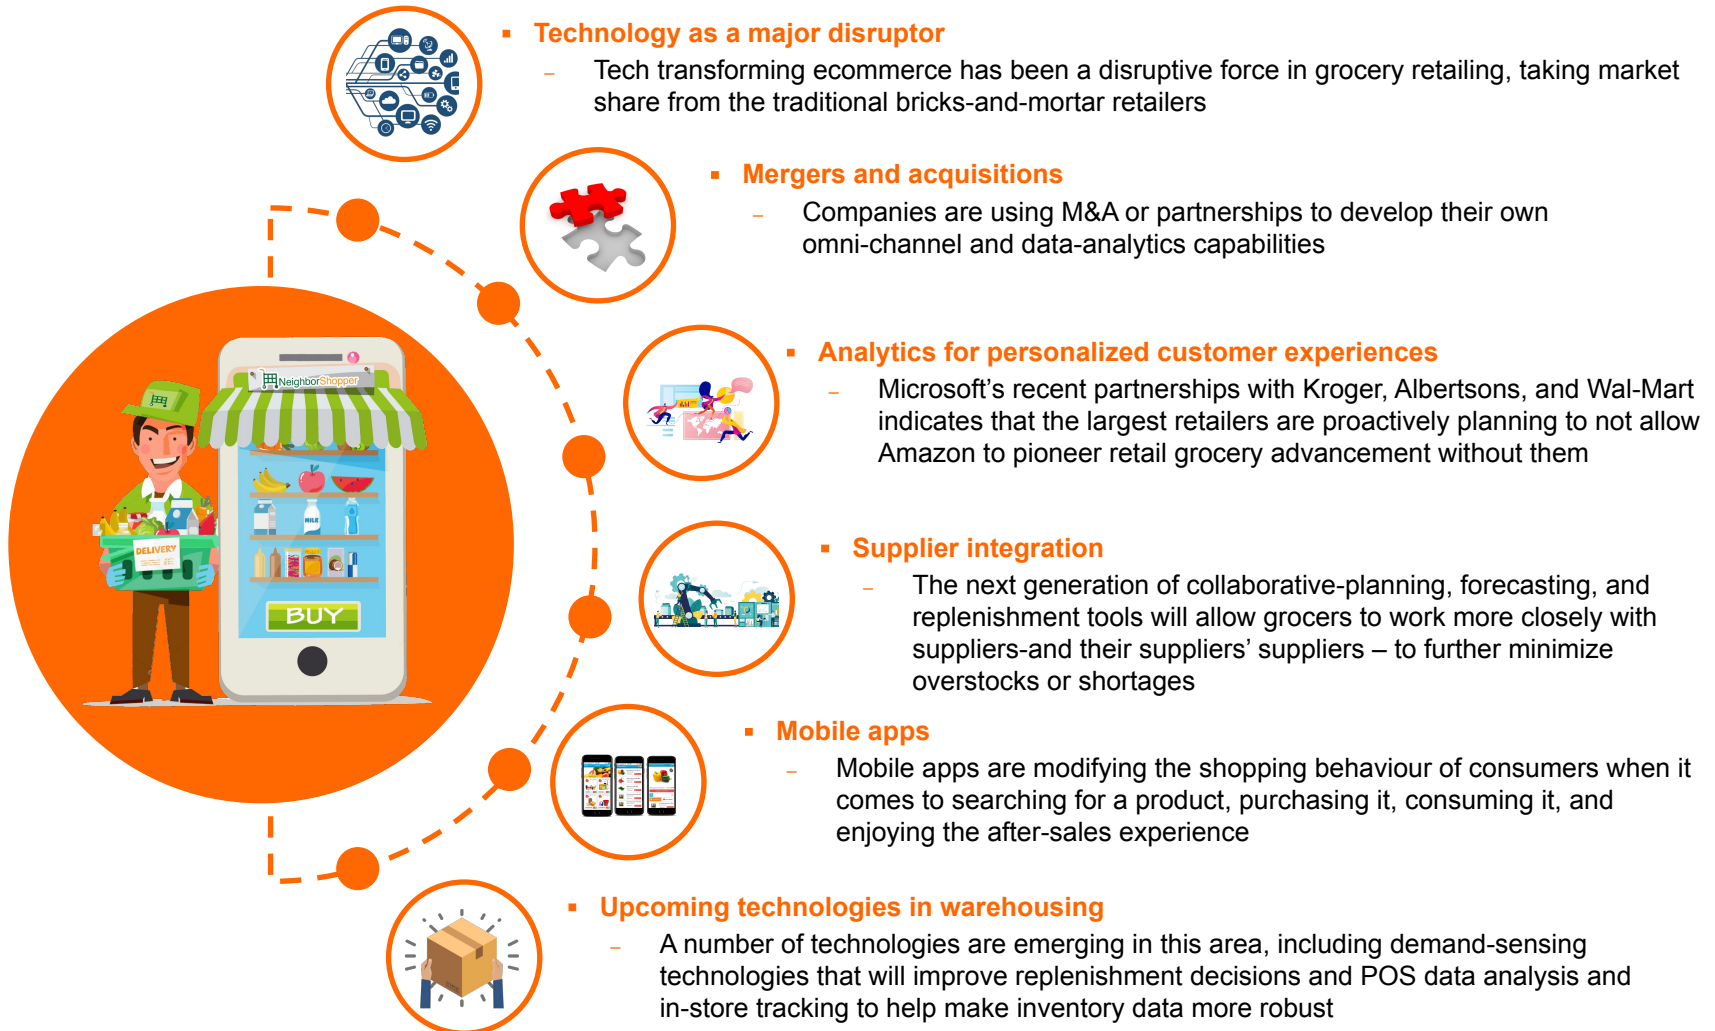 ▪ Technology as a major disruptor
– Tech transforming ecommerce has been a disruptive force in grocery retailing, taking market
share from the traditional bricks-and-mortar retailers
▪ Mergers and acquisitions
– Companies are using M&A or partnerships to develop their own
omni-channel and data-analytics capabilities
▪ Analytics for personalized customer experiences
– Microsoft’s recent partnerships with Kroger, Albertsons, and Wal-Mart
indicates that the largest retailers are proactively planning to not allow
Amazon to pioneer retail grocery advancement without them
▪ Supplier integration
– The next generation of collaborative-planning, forecasting, and
replenishment tools will allow grocers to work more closely with
suppliers-and their suppliers’ suppliers – to further minimize
overstocks or shortages
▪ Mobile apps
– Mobile apps are modifying the shopping behaviour of consumers when it
comes to searching for a product, purchasing it, consuming it, and
enjoying the after-sales experience
▪ Upcoming technologies in warehousing
– A number of technologies are emerging in this area, including demand-sensing
technologies that will improve replenishment decisions and POS data analysis and
in-store tracking to help make inventory data more robust
NeighborShopper
MILK
DELIVERY
BUY